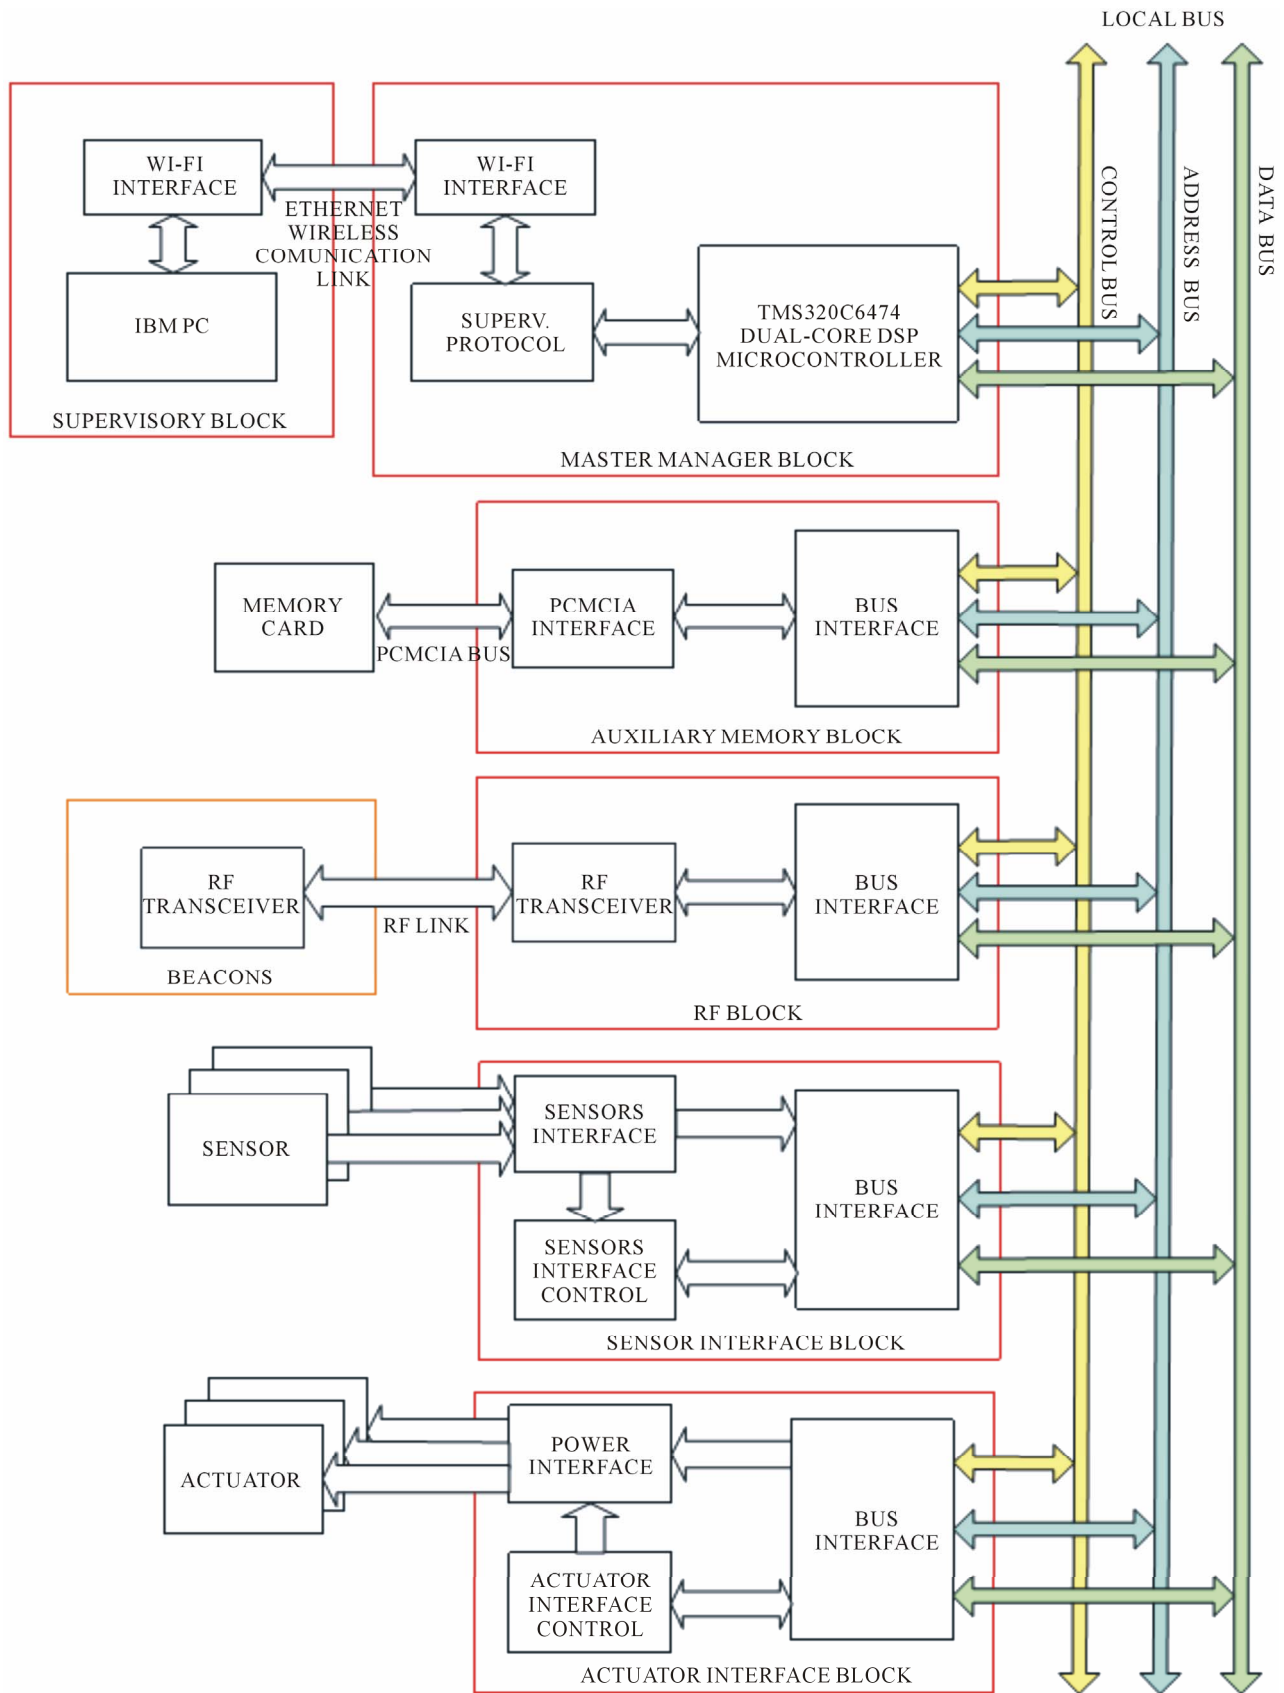 LOCAL BUS
CONTROL BUS
ADDRESS BUS
DATA BUS
WI-FI
INTERFACE
WI-FI
INTERFACE
ETHERNET
WIRELESS
COMUNICATION
LINK
IBM PC
SUPERV.
PROTOCOL
TMS320C6474
DUAL-CORE DSP
MICROCONTROLLER
SUPERVISORY BLOCK
MASTER MANAGER BLOCK
MEMORY
CARD
PCMCIA BUS
PCMCIA
INTERFACE
BUS
INTERFACE
AUXILIARY MEMORY BLOCK
RF
TRANSCEIVER
RF LINK
RF
TRANSCEIVER
BUS
INTERFACE
BEACONS
RF BLOCK
SENSOR
SENSORS
INTERFACE
BUS
INTERFACE
SENSORS
INTERFACE
CONTROL
SENSOR INTERFACE BLOCK
ACTUATOR
POWER
INTERFACE
BUS
INTERFACE
ACTUATOR
INTERFACE
CONTROL
ACTUATOR INTERFACE BLOCK